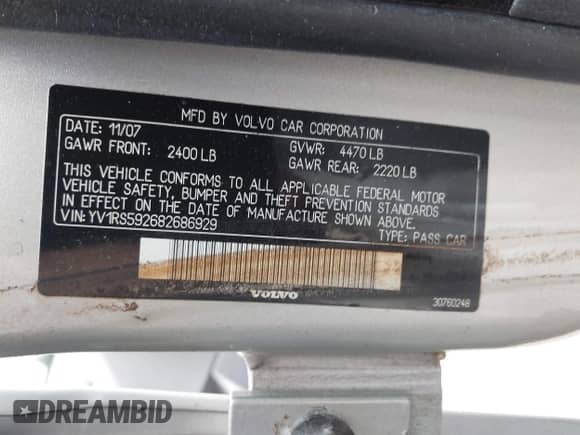 MFD BY VOLVO CAR CORPORATION
DATE: 11/07 GVWR: 4470 LB
GAWR FRONT: 2400 LB GAWR REAR: 2220 LB
THIS VEHICLE CONFORMS TO ALL APPLICABLE FEDERAL MOTOR
VEHICLE SAFETY, BUMPER AND THEFT PREVENTION STANDARDS
IN EFFECT ON THE DATE OF MANUFACTURE SHOWN ABOVE.
VIN: YV1RS592682686929 TYPE: PASS CAR
VOLVO 30760248
DREAMBID